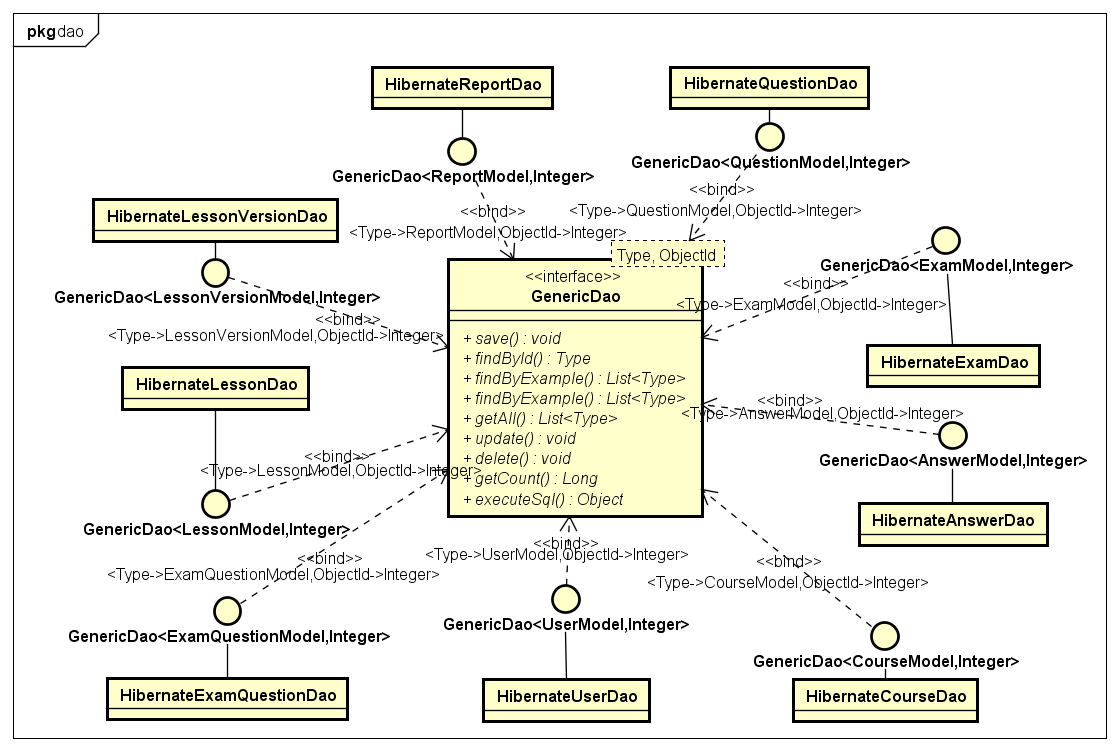 pkg dao
HibernateReportDao
HibernateQuestionDao
GenericDao<ReportModel,Integer>
GenericDao<QuestionModel,Integer>
<<bind>>
<Type->ReportModel,ObjectId->Integer>
<<bind>>
<Type->QuestionModel,ObjectId->Integer>
HibernateLessonVersionDao
GenericDao<LessonVersionModel,Integer>
<<bind>>
<Type->LessonVersionModel,ObjectId->Integer>
Type, ObjectId
<<interface>>
GenericDao
+ save() : void
+ findById() : Type
+ findByExample() : List<Type>
+ findByExample() : List<Type>
+ getAll() : List<Type>
+ update() : void
+ delete() : void
+ getCount() : Long
+ executeSql() : Object
GenericDao<ExamModel,Integer>
<<bind>>
<Type->ExamModel,ObjectId->Integer>
HibernateExamDao
HibernateLessonDao
<<bind>>
<Type->AnswerModel,ObjectId->Integer>
GenericDao<AnswerModel,Integer>
HibernateAnswerDao
<<bind>>
<Type->LessonModel,ObjectId->Integer>
GenericDao<LessonModel,Integer>
<<bind>>
<Type->ExamQuestionModel,ObjectId->Integer>
GenericDao<ExamQuestionModel,Integer>
HibernateExamQuestionDao
<<bind>>
<Type->UserModel,ObjectId->Integer>
GenericDao<UserModel,Integer>
HibernateUserDao
<<bind>>
<Type->CourseModel,ObjectId->Integer>
GenericDao<CourseModel,Integer>
HibernateCourseDao